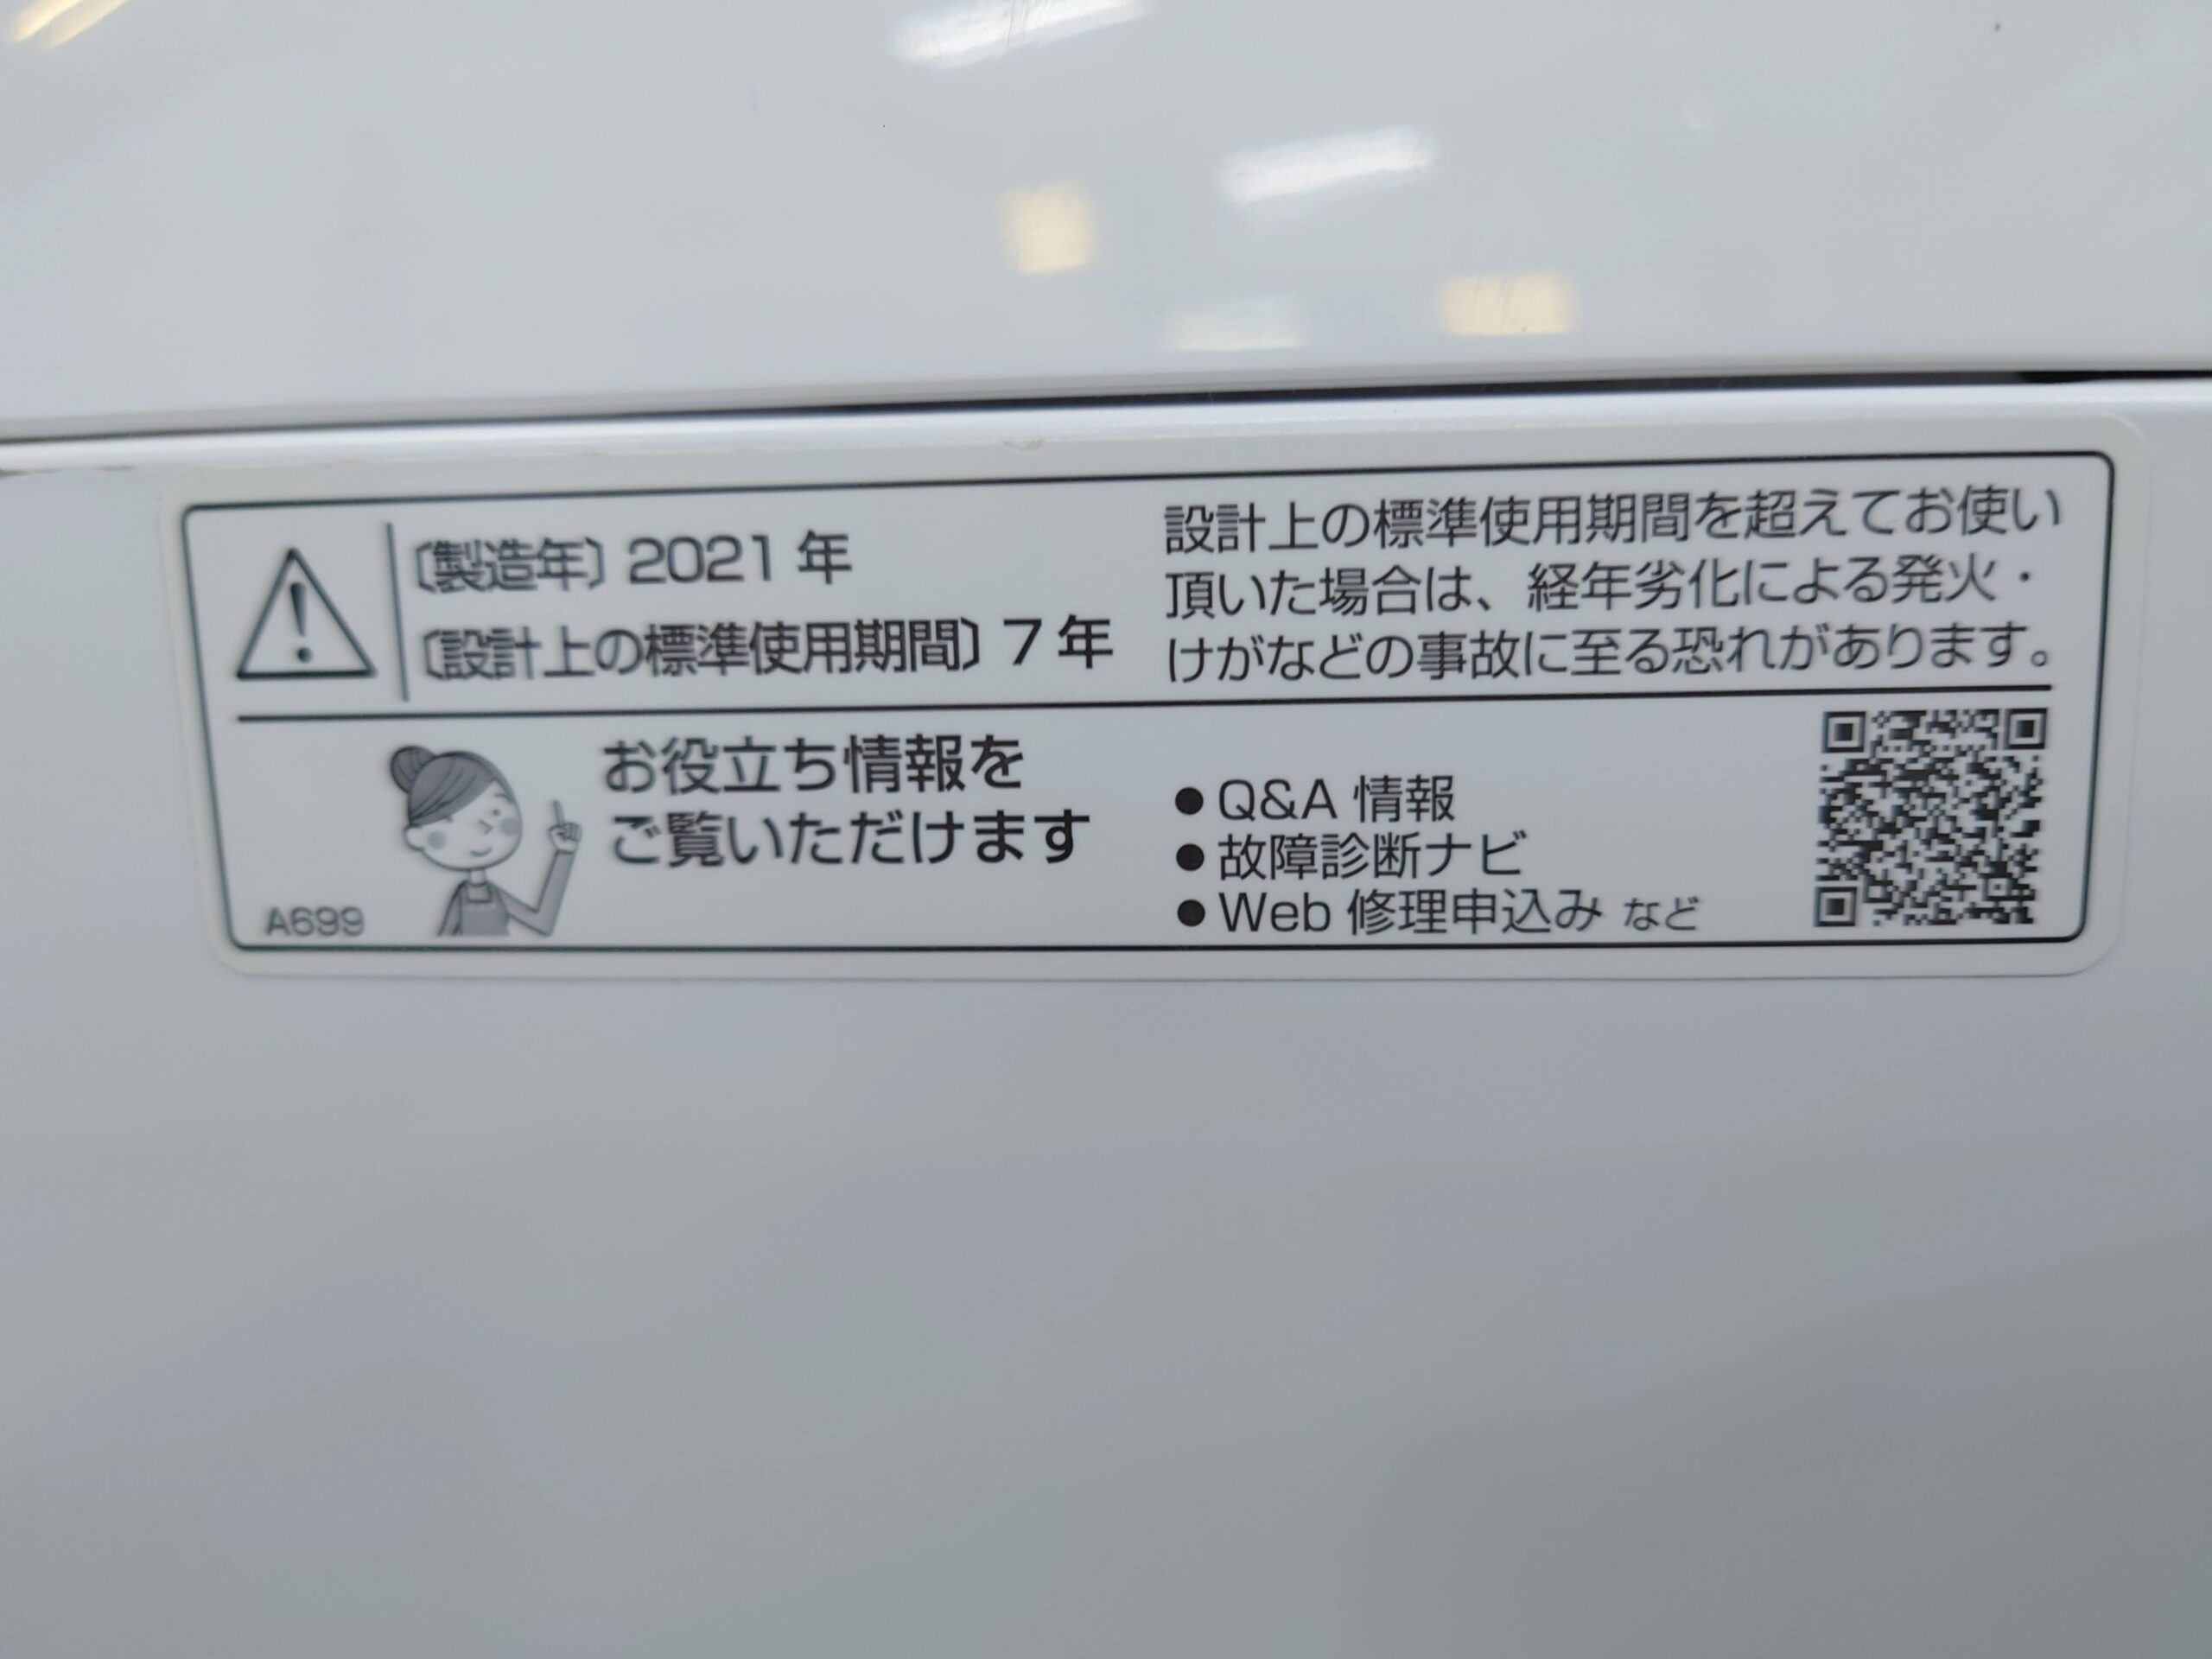 〔製造年〕2021 年
〔設計上の標準使用期間〕7 年
設計上の標準使用期間を超えてお使い
頂いた場合は、経年劣化による発火・
けがなどの事故に至る恐れがあります。
お役立ち情報を
ご覧いただけます
● Q&A 情報
● 故障診断ナビ
● Web 修理申込み など
A699